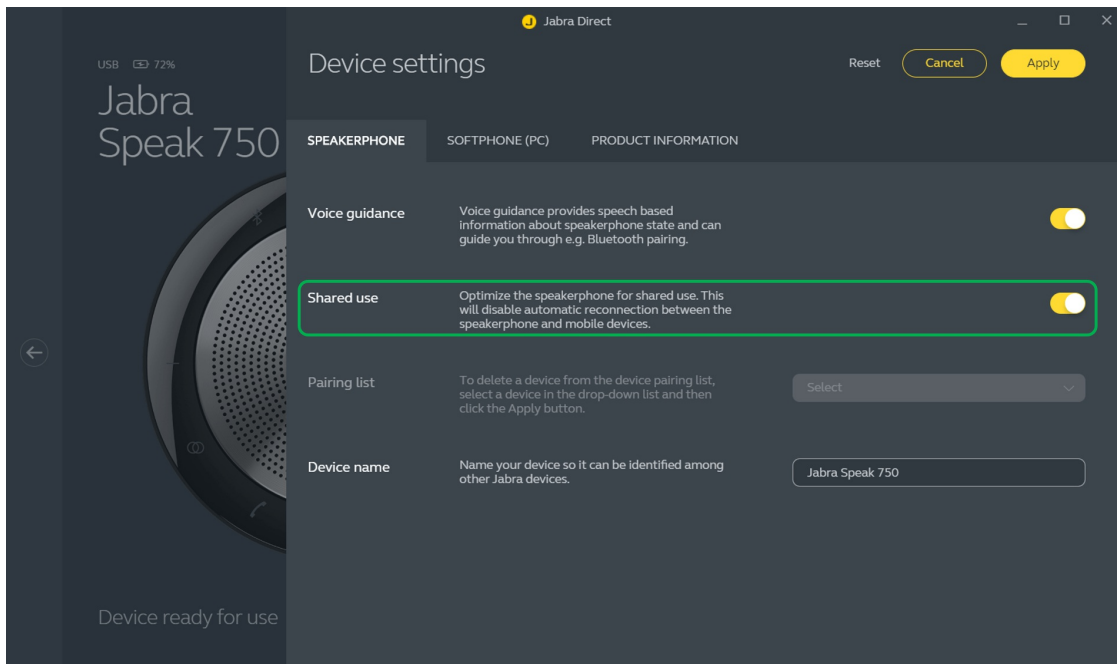 Jabra Direct
USB 72%
Jabra
Speak 750
Device ready for use
Device settings
Reset Cancel Apply
SPEAKERPHONE SOFTPHONE (PC) PRODUCT INFORMATION
Voice guidance
Voice guidance provides speech based
information about speakerphone state and can
guide you through e.g. Bluetooth pairing.
Shared use
Optimize the speakerphone for shared use. This
will disable automatic reconnection between the
speakerphone and mobile devices.
Pairing list
To delete a device from the device pairing list,
select a device in the drop-down list and then
click the Apply button.
Select
Device name
Name your device so it can be identified among
other Jabra devices.
Jabra Speak 750